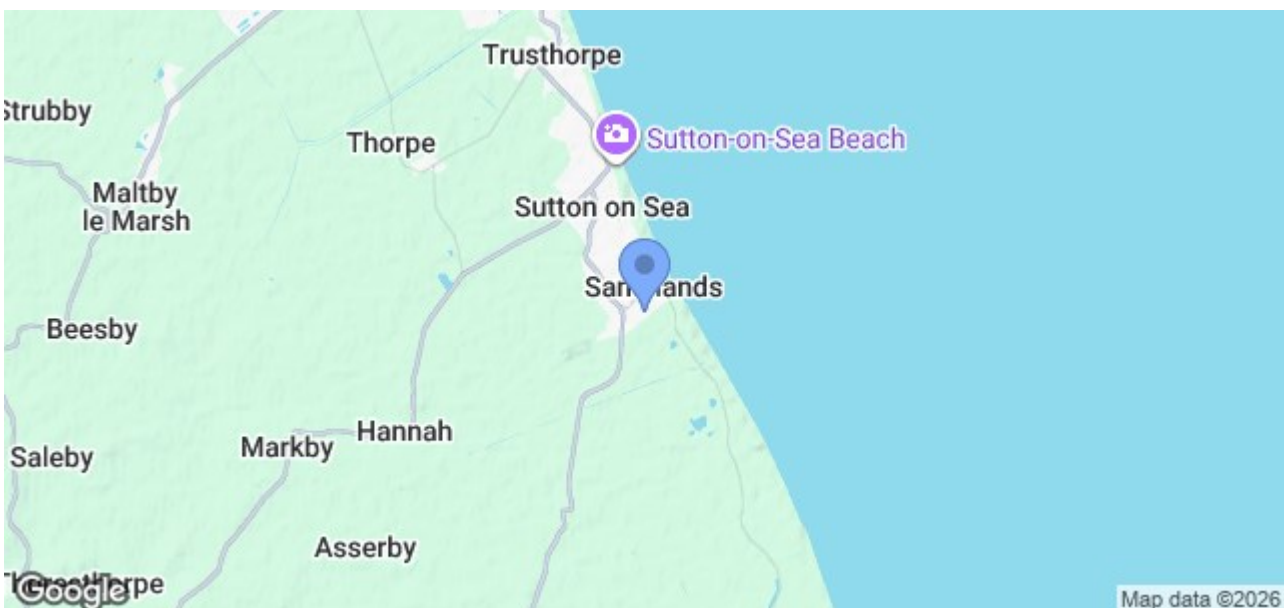 Trusthorpe
Strubby
Thorpe
Sutton-on-Sea Beach
Maltby
le Marsh
Sutton on Sea
Beesby
Hannah
Markby
Saleby
Asserby
Google
Map data ©2026